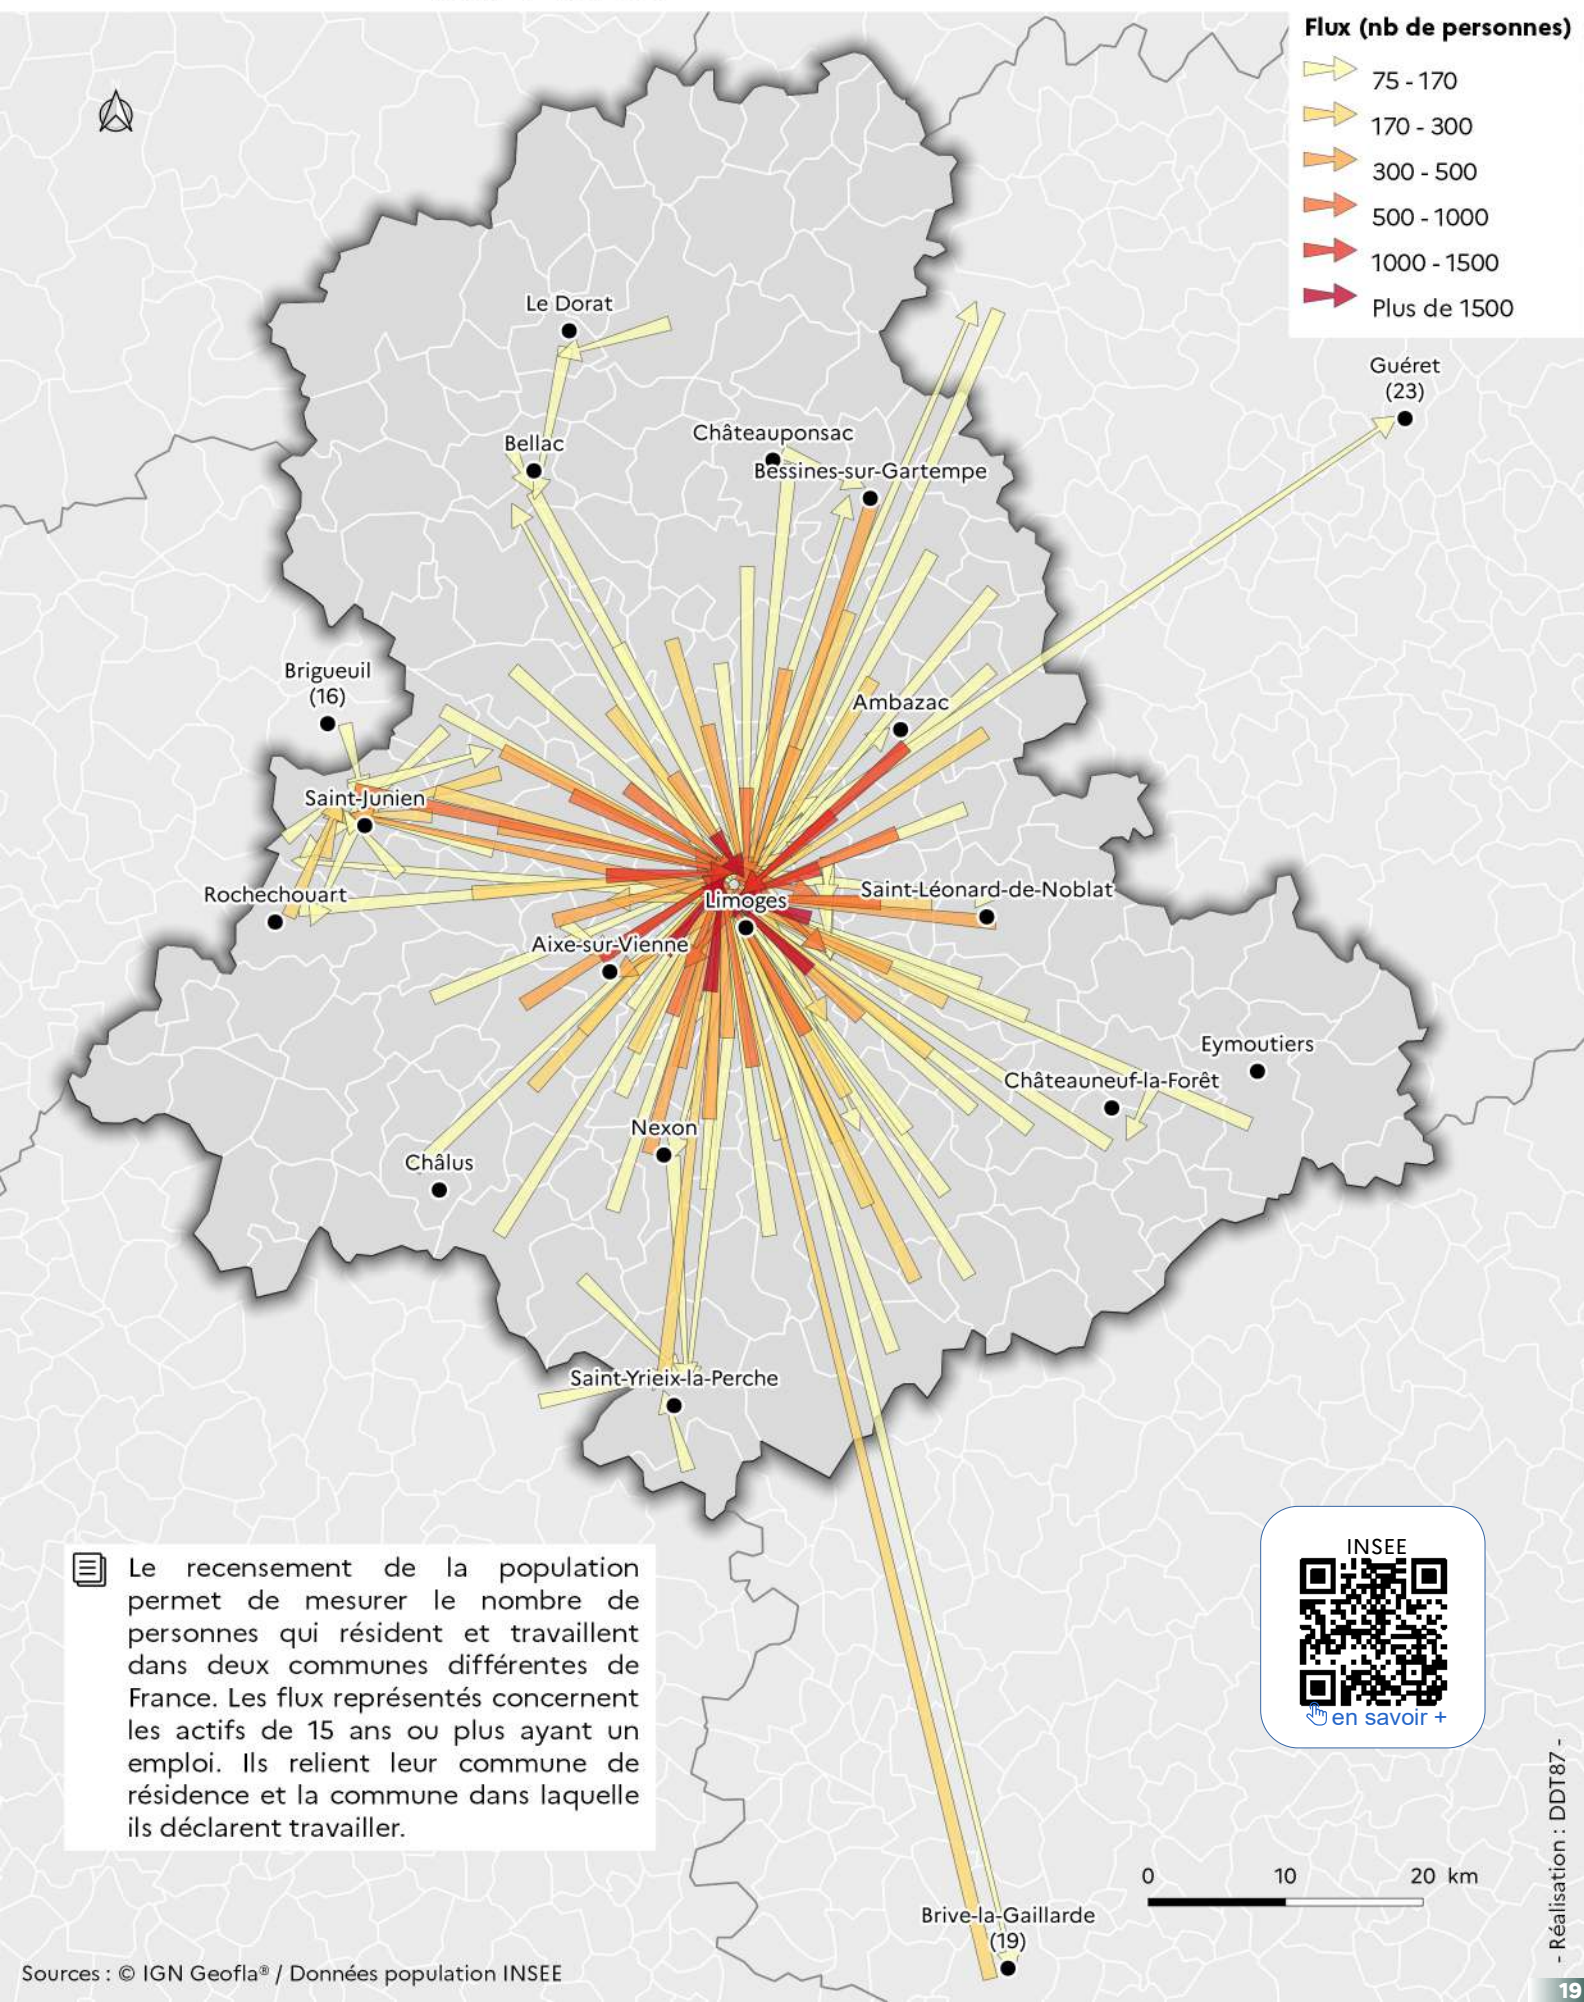 Flux (nb de personnes)
75 - 170
170 - 300
300 - 500
500 - 1000
1000 - 1500
Plus de 1500
Guéret
(23)
Le Dorat
Bellac
Châteauponsac
Bessines-sur-Gartempe
Brigueuil
(16)
Ambazac
Saint-Junien
Rochechouart
Saint-Léonard-de-Noblat
Limoges
Aixe-sur-Vienne
Eymoutiers
Châteauneuf-la-Forêt
Nexon
Châlus
Saint-Yrieix-la-Perche
Le recensement de la population
permet de mesurer le nombre de
personnes qui résident et travaillent
dans deux communes différentes de
France. Les flux représentés concernent
les actifs de 15 ans ou plus ayant un
emploi. Ils relient leur commune de
résidence et la commune dans laquelle
ils déclarent travailler.
INSEE
en savoir +
0 10 20 km
Brive-la-Gaillarde
(19)
- Réalisation : DDT87 -
Sources : © IGN Geofla® / Données population INSEE
19